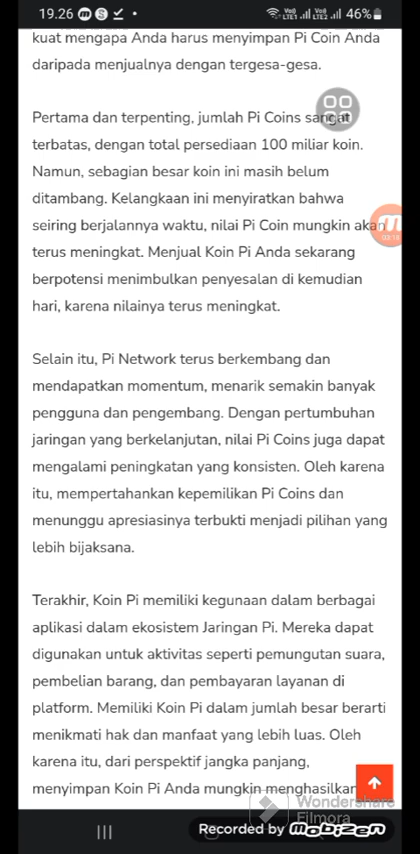 19.26
46%
kuat mengapa Anda harus menyimpan Pi Coin Anda
daripada menjualnya dengan tergesa-gesa.
Pertama dan terpenting, jumlah Pi Coins sangat
terbatas, dengan total persediaan 100 miliar koin.
Namun, sebagian besar koin ini masih belum
ditambang. Kelangkaan ini menyiratkan bahwa
seiring berjalannya waktu, nilai Pi Coin mungkin akan
terus meningkat. Menjual Koin Pi Anda sekarang
berpotensi menimbulkan penyesalan di kemudian
hari, karena nilainya terus meningkat.
Selain itu, Pi Network terus berkembang dan
mendapatkan momentum, menarik semakin banyak
pengguna dan pengembang. Dengan pertumbuhan
jaringan yang berkelanjutan, nilai Pi Coins juga dapat
mengalami peningkatan yang konsisten. Oleh karena
itu, mempertahankan kepemilikan Pi Coins dan
menunggu apresiasinya terbukti menjadi pilihan yang
lebih bijaksana.
Terakhir, Koin Pi memiliki kegunaan dalam berbagai
aplikasi dalam ekosistem Jaringan Pi. Mereka dapat
digunakan untuk aktivitas seperti pemungutan suara,
pembelian barang, dan pembayaran layanan di
platform. Memiliki Koin Pi dalam jumlah besar berarti
menikmati hak dan manfaat yang lebih luas. Oleh
karena itu, dari perspektif jangka panjang,
menyimpan Koin Pi Anda mungkin menghasilkan
Wondershare
Filmora
Recorded by mobizen